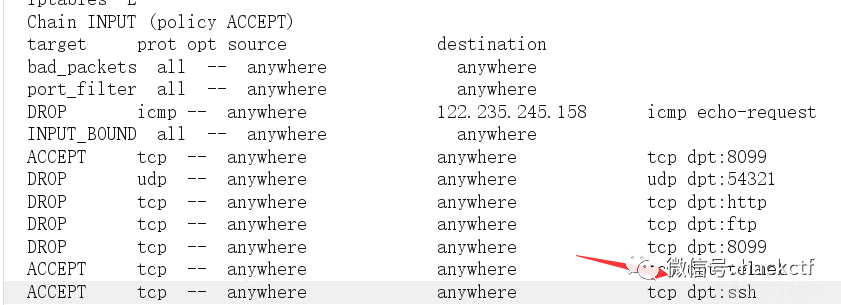 iptables -L
Chain INPUT (policy ACCEPT)
target prot opt source destination
bad_packets all -- anywhere anywhere
port_filter all -- anywhere anywhere
DROP icmp -- anywhere 122.235.245.158 icmp echo-request
INPUT_BOUND all -- anywhere anywhere
ACCEPT tcp -- anywhere anywhere tcp dpt:8099
DROP udp -- anywhere anywhere udp dpt:54321
DROP tcp -- anywhere anywhere tcp dpt:http
DROP tcp -- anywhere anywhere tcp dpt:ftp
DROP tcp -- anywhere anywhere tcp dpt:8099
ACCEPT tcp -- anywhere anywhere
微信号: hackctf
ACCEPT tcp -- anywhere anywhere tcp dpt:ssh